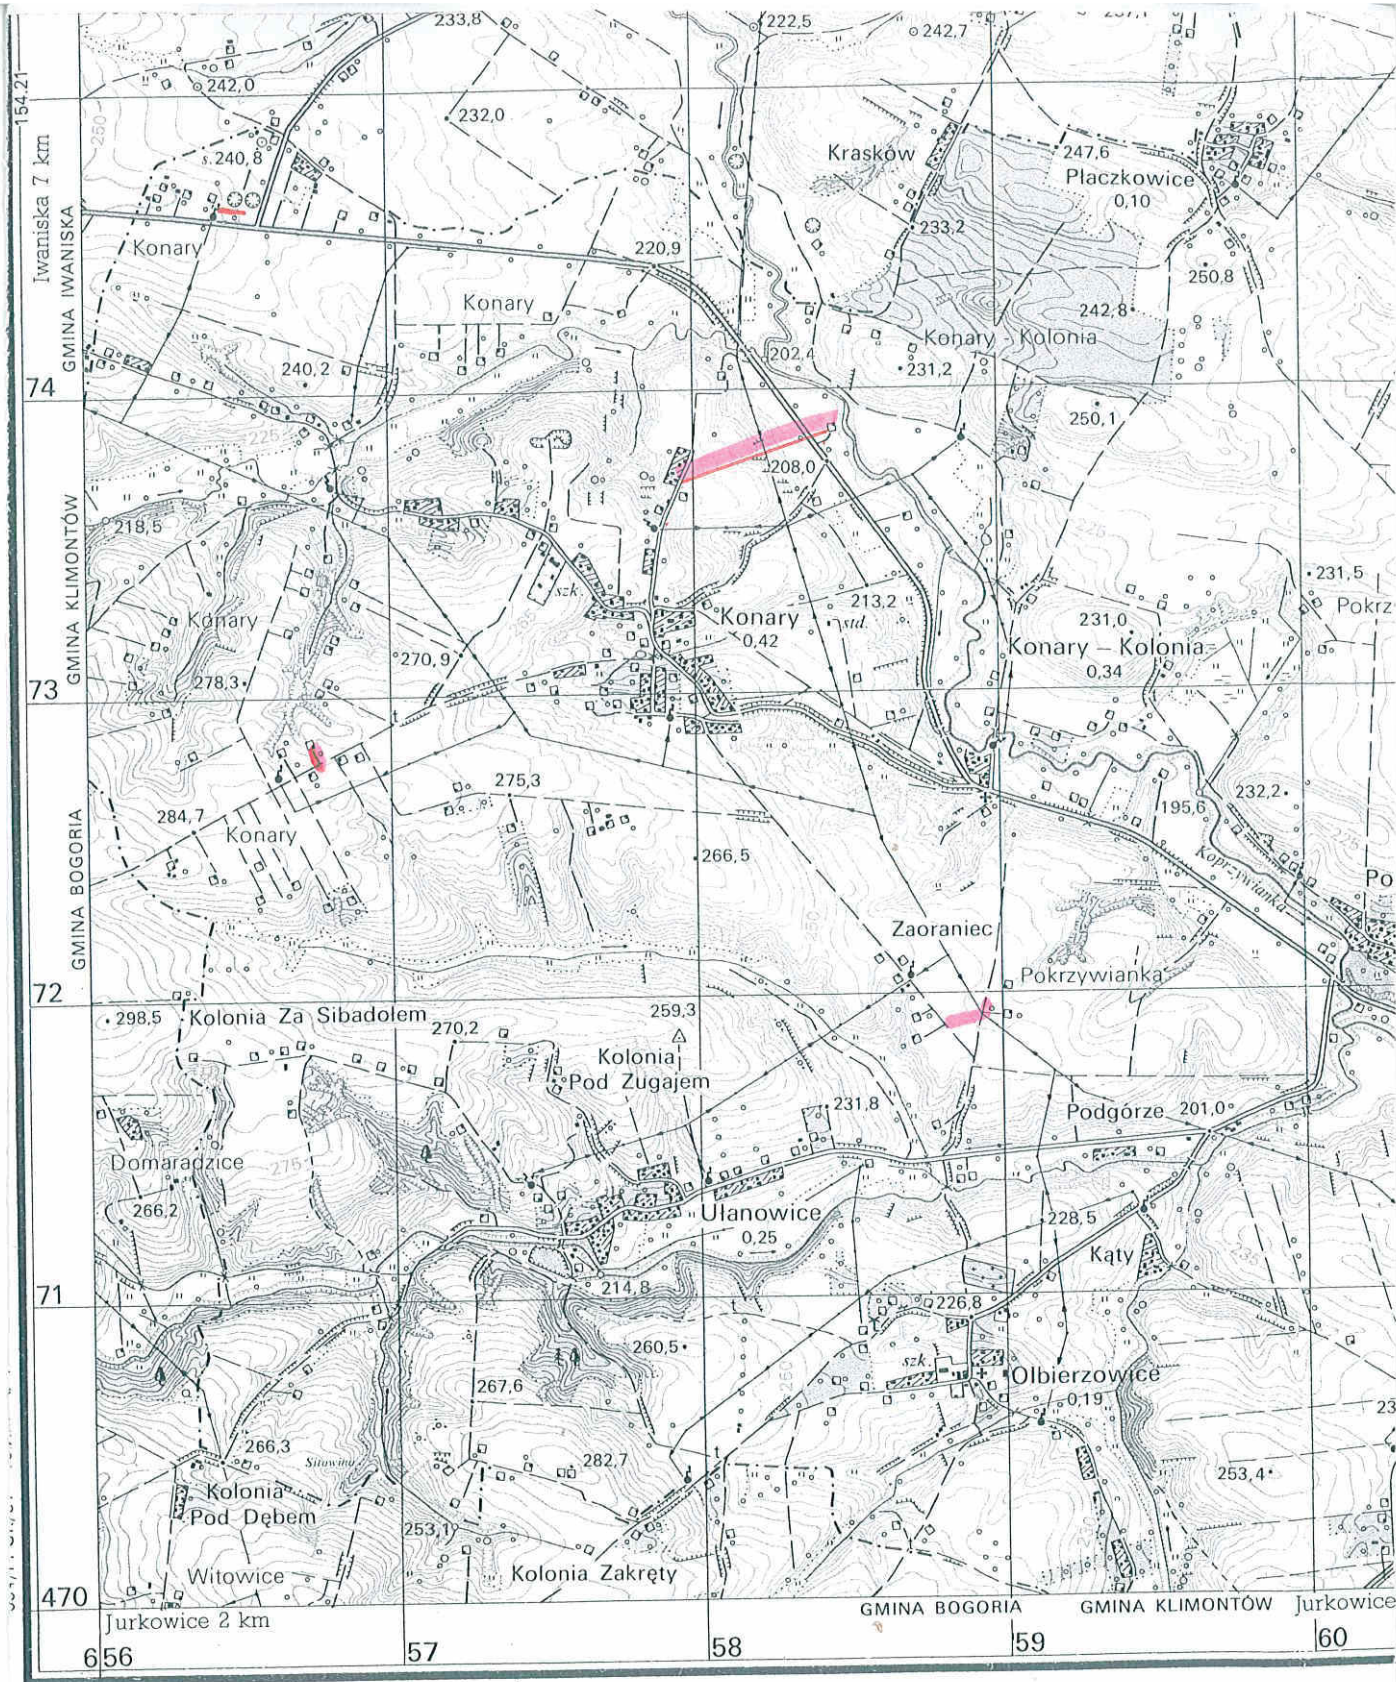 233,8
222,5
242,7
154.21
242,0
232,0
s.240,8
Krasków
247,6
Płaczkowice
0,10
Iwaniska 7 km
GMINA IWANISKA
Konary
220,9
233,2
250,8
Konary
242,8
Konary - Kolonia
202,4
240,2
231,2
74
250,1
225
208,0
GMINA KLIMONTÓW
218,5
szk.
231,5
213,2
Konary
Konary
0,42
std.
231,0
Pokrz
270,9
Konary – Kolonia
0,34
278,3
73
t
275,3
195,6
232,2
284,7
Konary
GMINA BOGORIA
266,5
Koprzywianka
Po
Zaoraniec
Pokrzywianka
72
298,5
Kolonia Za Sibadolem
259,3
270,2
Kolonia
Pod Zugajem
231,8
Podgórze
201,0
Domaradzice
275
266,2
Ułanowice
0,25
228,5
Kąty
214,8
71
226,8
t
260,5
szk.
Olbierzowice
0,19
267,6
23
266,3
282,7
t
253,4
Kolonia
Pod Dębem
253,1
Witowice
Kolonia Zakręty
470
Jurkowice 2 km
GMINA BOGORIA
GMINA KLIMONTÓW
Jurkowice
656
57
58
59
60